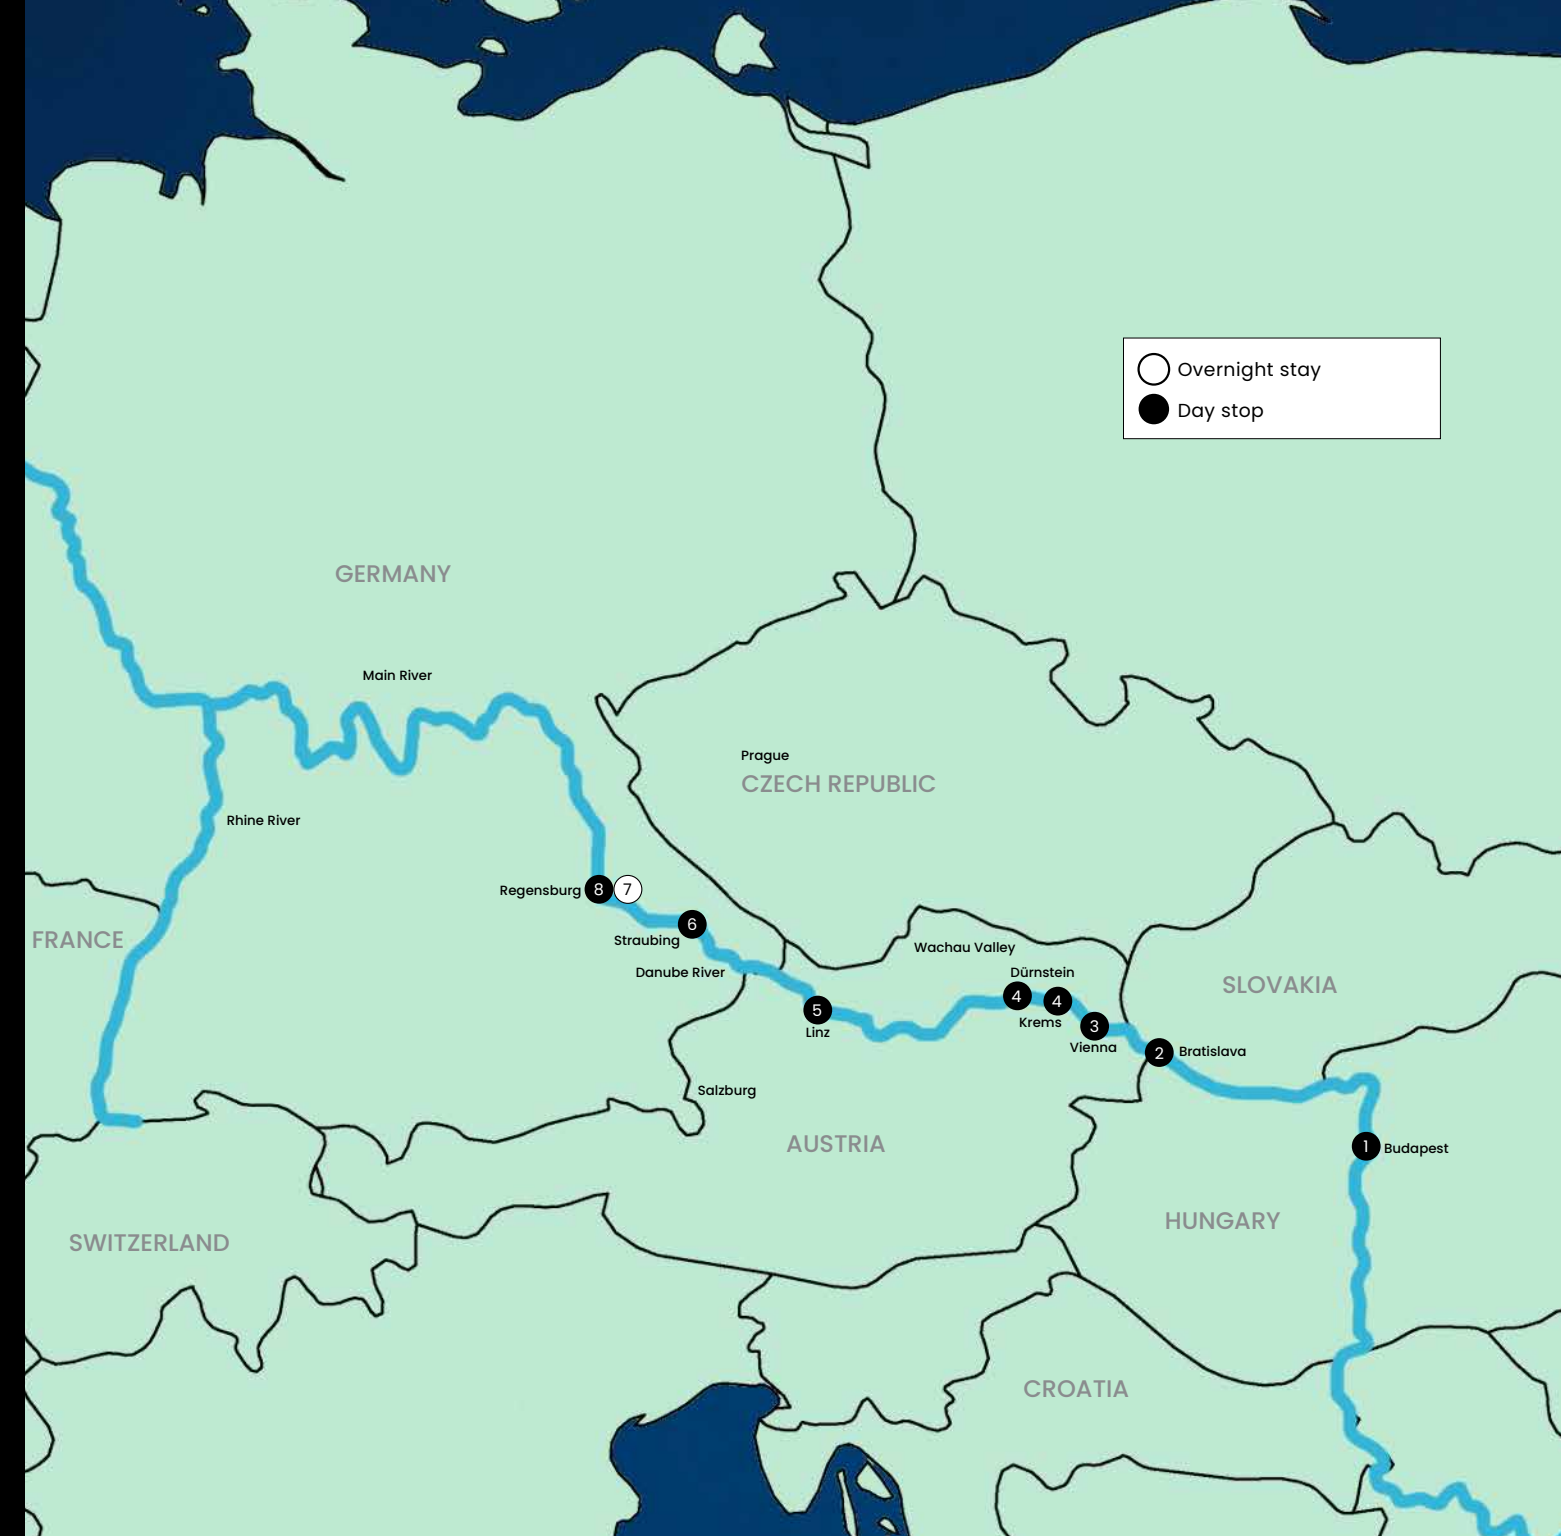 Overnight stay
Day stop
GERMANY
Main River
Prague
CZECH REPUBLIC
Rhine River
Regensburg 8 7
6
FRANCE
Straubing
Wachau Valley
Danube River
Dürnstein
SLOVAKIA
4 4
5
Krems
3
Linz
Vienna
2 Bratislava
Salzburg
AUSTRIA
1 Budapest
HUNGARY
SWITZERLAND
CROATIA